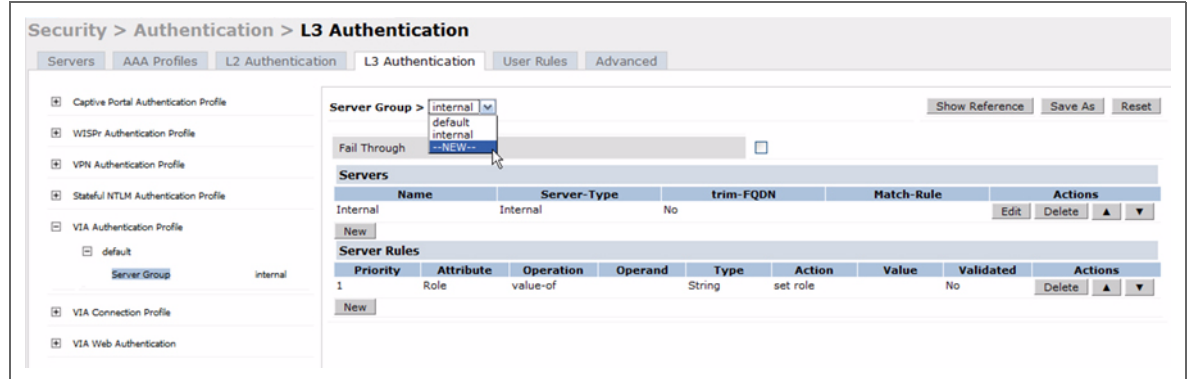 Security > Authentication > L3 Authentication
Servers AAA Profiles L2 Authentication L3 Authentication User Rules Advanced
Captive Portal Authentication Profile
WISPr Authentication Profile
VPN Authentication Profile
Stateful NTLM Authentication Profile
VIA Authentication Profile
default
Server Group internal
VIA Connection Profile
VIA Web Authentication
Server Group > internal Show Reference Save As Reset
default
internal
--NEW--
Fail Through
Servers
Name Server-Type trim-FQDN Match-Rule Actions
Internal Internal No Edit Delete ▲ ▼
New
Server Rules
Priority Attribute Operation Operand Type Action Value Validated Actions
1 Role value-of String set role No Delete ▲ ▼
New